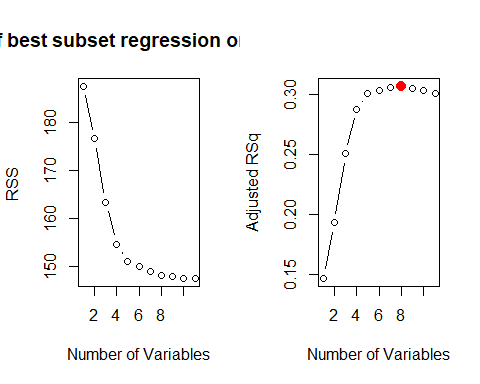 f best subset regression o
RSS
150 160 170 180
2 4 6 8
Number of Variables
Adjusted RSq
0.15 0.20 0.25 0.30
2 4 6 8
Number of Variables